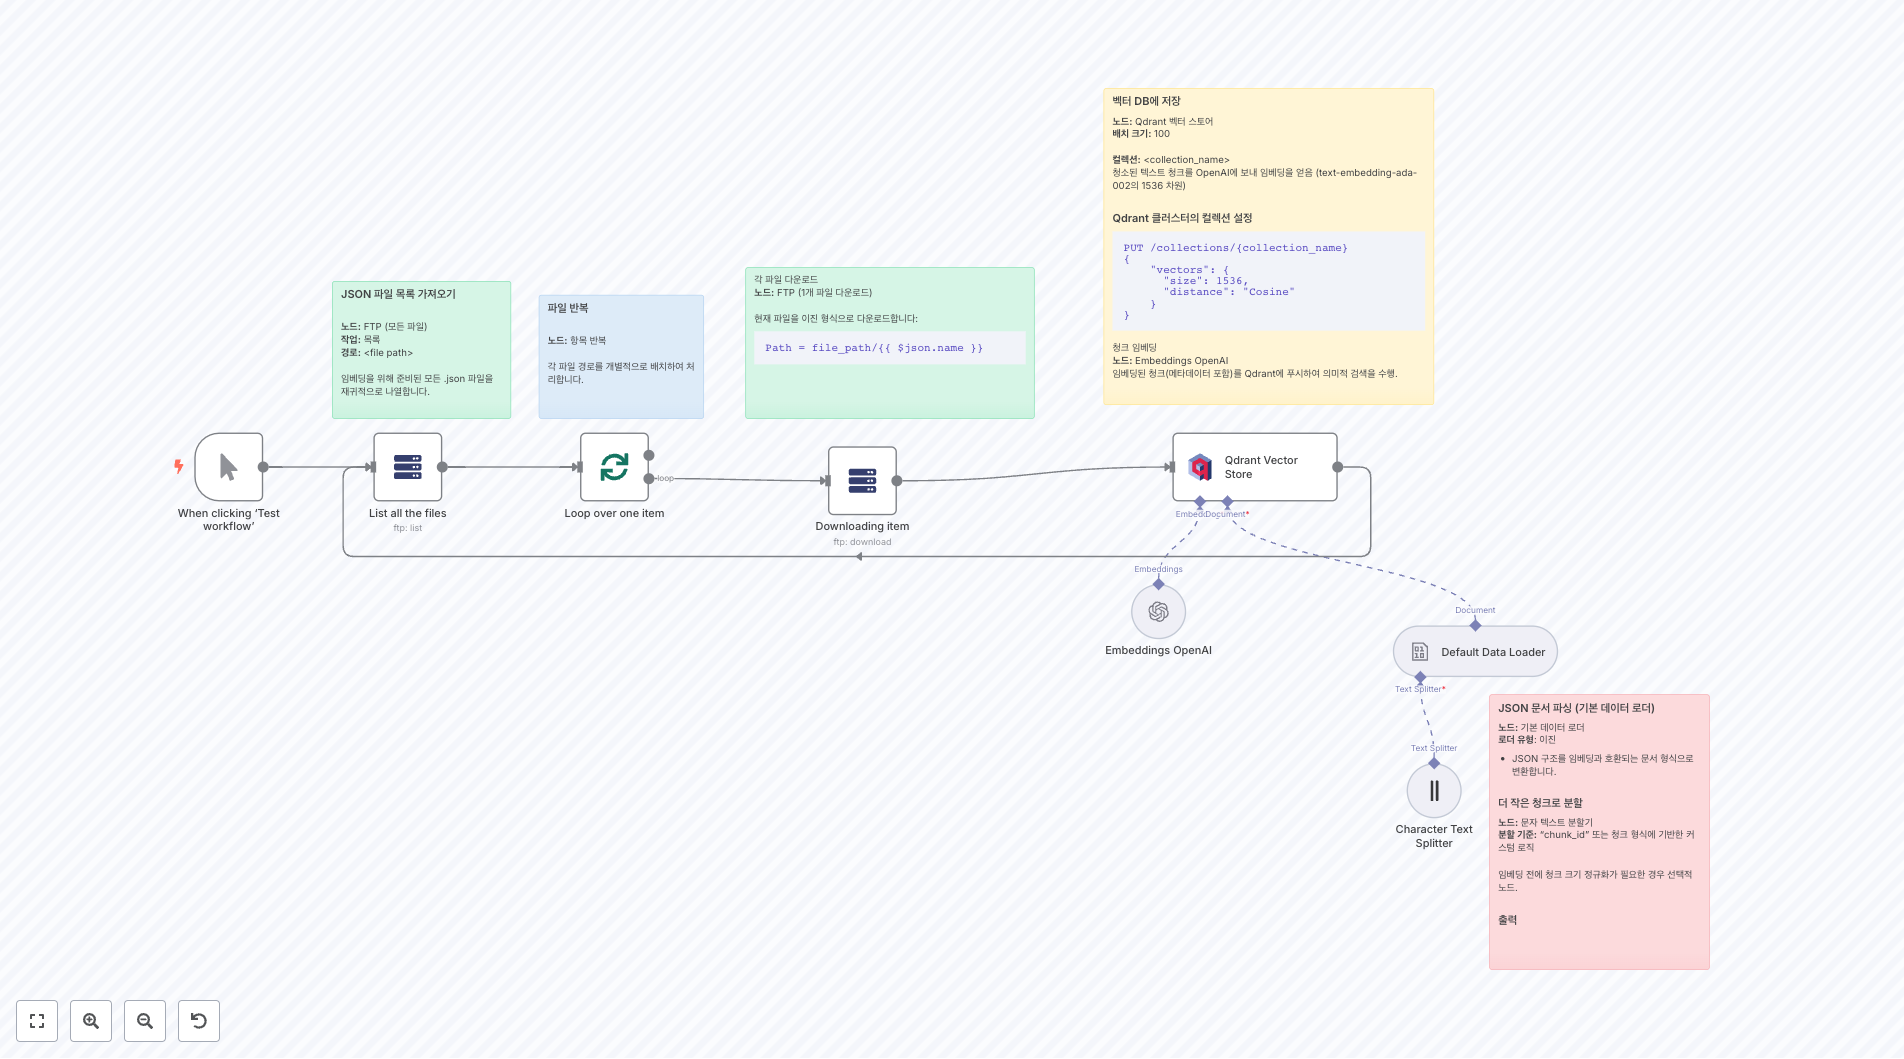 벡터 DB에 저장
노드: Qdrant 벡터 스토어
배치 크기: 100
컬렉션: <collection_name>
청소된 텍스트 청크를 OpenAI에 보내 임베딩을 얻음 (text-embedding-ada-
002의 1536 차원)
Qdrant 클러스터의 컬렉션 설정
PUT /collections/{collection_name}
{
"vectors": {
"size": 1536,
"distance": "Cosine"
}
}
청크 임베딩
노드: Embeddings OpenAI
임베딩된 청크(메타데이터 포함)를 Qdrant에 푸시하여 의미적 검색을 수행.
JSON 파일 목록 가져오기
노드: FTP (모든 파일)
작업: 목록
경로: <file path>
임베딩을 위해 준비된 모든 .json 파일을
재귀적으로 나열합니다.
파일 반복
노드: 항목 반복
각 파일 경로를 개별적으로 배치하여 처
리합니다.
각 파일 다운로드
노드: FTP (1개 파일 다운로드)
현재 파일을 이진 형식으로 다운로드합니다:
Path = file_path/{{ $json.name }}
When clicking ‘Test
workflow’
List all the files
ftp: list
Loop over one item
loop
Downloading item
ftp: download
Qdrant Vector
Store
Document*
Embeddings
Embeddings OpenAI
Document
Default Data Loader
Text Splitter*
Text Splitter
Character Text
Splitter
JSON 문서 파싱 (기본 데이터 로더)
노드: 기본 데이터 로더
로더 유형: 이진
• JSON 구조를 임베딩과 호환되는 문서 형식으로
변환합니다.
더 작은 청크로 분할
노드: 문자 텍스트 분할기
분할 기준: “chunk_id” 또는 청크 형식에 기반한 커
스텀 로직
임베딩 전에 청크 크기 정규화가 필요한 경우 선택적
노드.
출력